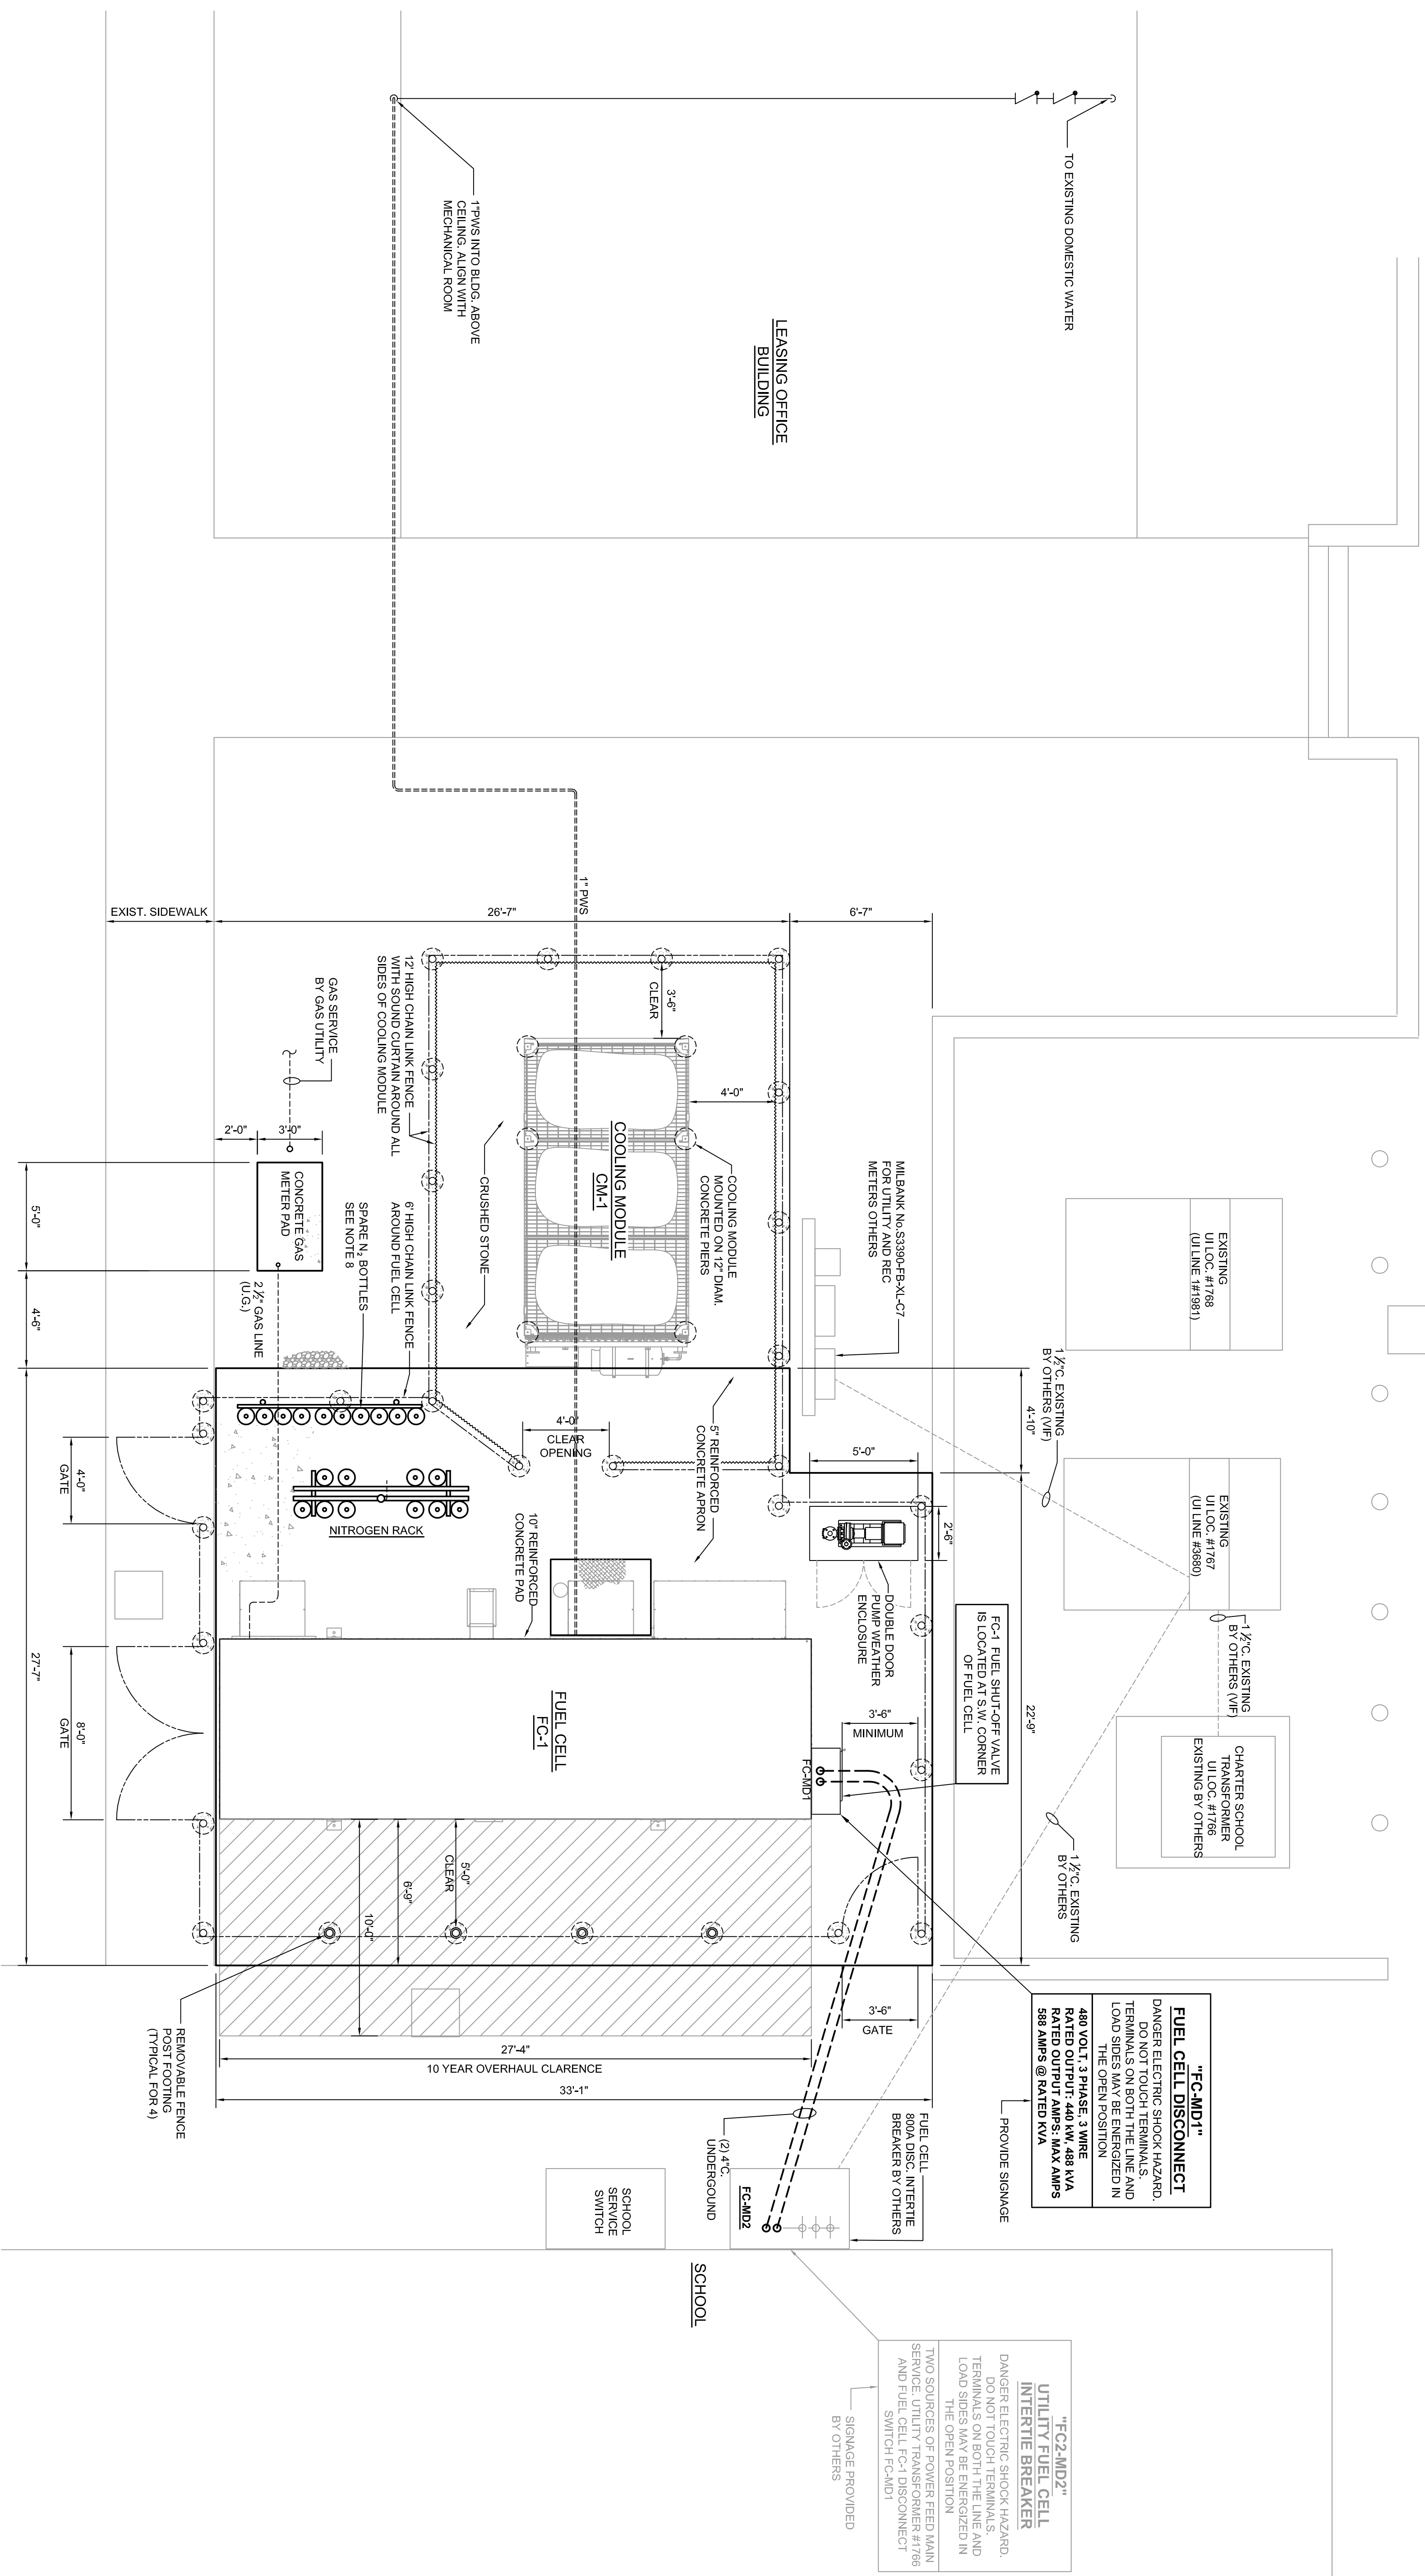 TO EXISTING DOMESTIC WATER
1"PWS INTO BLDG. ABOVE
CEILING. ALIGN WITH
MECHANICAL ROOM
LEASING OFFICE
BUILDING
1" PWS
EXIST. SIDEWALK
26'-7"
6'-7"
12' HIGH CHAIN LINK FENCE
WITH SOUND CURTAIN AROUND ALL
SIDES OF COOLING MODULE
3'-6"
CLEAR
4'-0"
GAS SERVICE
BY GAS UTILITY
2'-0"
3'-0"
CONCRETE GAS
METER PAD
5'-0"
4'-6"
27'-7"
COOLING MODULE
CM-1
CRUSHED STONE
COOLING MODULE
MOUNTED ON 12" DIAM.
CONCRETE PIERS
MILBANK No.S3390-FB-XL-C7
FOR UTILITY AND REC
METERS OTHERS
6' HIGH CHAIN LINK FENCE
AROUND FUEL CELL
SPARE N₂ BOTTLES
SEE NOTE 8
2 ½" GAS LINE
(U.G.)
EXISTING
UI LOC. #1768
(UI LINE 1#1981)
1 ½"C. EXISTING
BY OTHERS (VIF)
4'-10"
22'-9"
EXISTING
UI LOC. #1767
(UI LINE #3680)
1 ½"C. EXISTING
BY OTHERS (VIF)
CHARTER SCHOOL
TRANSFORMER
UI LOC. #1766
EXISTING BY OTHERS
1 ½"C. EXISTING
BY OTHERS
4'-0"
CLEAR
OPENING
5" REINFORCED
CONCRETE APRON
5'-0"
2'-6"
4'-0"
GATE
NITROGEN RACK
10" REINFORCED
CONCRETE PAD
DOUBLE DOOR
PUMP WEATHER
ENCLOSURE
FC-1 FUEL SHUT-OFF VALVE
IS LOCATED AT S.W. CORNER
OF FUEL CELL
8'-0"
GATE
FUEL CELL
FC-1
3'-6"
MINIMUM
FC-MD1
5'-0"
CLEAR
6'-9"
10'-0"
REMOVABLE FENCE
POST FOOTING
(TYPICAL FOR 4)
3'-6"
GATE
27'-4"
10 YEAR OVERHAUL CLARENCE
33'-1"
"FC-MD1"
FUEL CELL DISCONNECT
DANGER ELECTRIC SHOCK HAZARD.
DO NOT TOUCH TERMINALS.
TERMINALS ON BOTH THE LINE AND
LOAD SIDES MAY BE ENERGIZED IN
THE OPEN POSITION
480 VOLT, 3 PHASE, 3 WIRE
RATED OUTPUT: 440 kW, 488 kVA
RATED OUTPUT AMPS: MAX AMPS
588 AMPS @ RATED KVA
PROVIDE SIGNAGE
FUEL CELL
800A DISC. INTERTIE
BREAKER BY OTHERS
(2) 4"C.
UNDERGROUND
FC-MD2
SCHOOL
SERVICE
SWITCH
SCHOOL
"FC2-MD2"
UTILITY FUEL CELL
INTERTIE BREAKER
DANGER ELECTRIC SHOCK HAZARD.
DO NOT TOUCH TERMINALS.
TERMINALS ON BOTH THE LINE AND
LOAD SIDES MAY BE ENERGIZED IN
THE OPEN POSITION
TWO SOURCES OF POWER FEED MAIN
SERVICE. UTILITY TRANSFORMER #1766
AND FUEL CELL FC-1 DISCONNECT
SWITCH FC-MD1
SIGNAGE PROVIDED
BY OTHERS